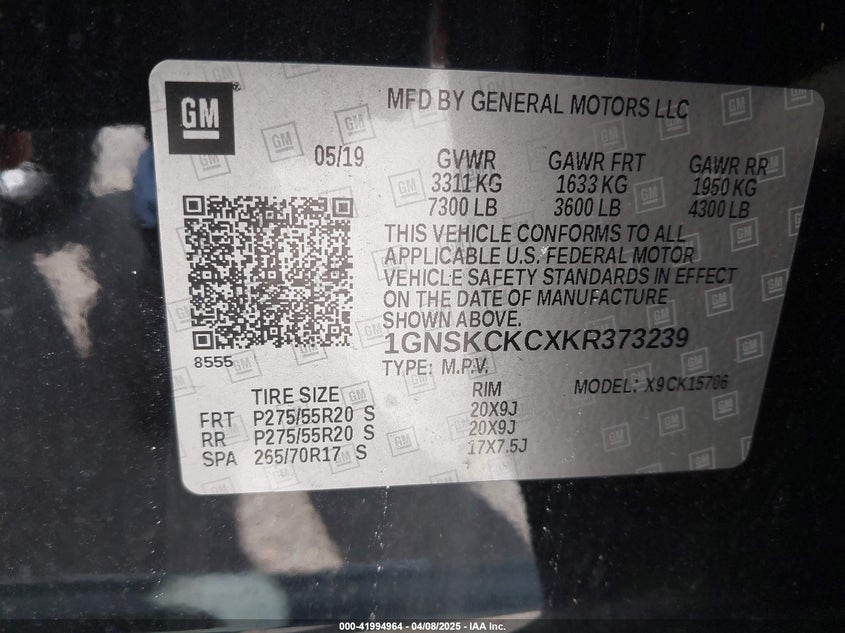 GM
MFD BY GENERAL MOTORS LLC
05/19
GVWR GAWR FRT GAWR RR
3311 KG 1633 KG 1950 KG
7300 LB 3600 LB 4300 LB
THIS VEHICLE CONFORMS TO ALL
APPLICABLE U.S. FEDERAL MOTOR
VEHICLE SAFETY STANDARDS IN EFFECT
ON THE DATE OF MANUFACTURE
SHOWN ABOVE.
1GNSKCKCXKR373239
8555
TYPE: M.P.V.
TIRE SIZE RIM MODEL: X9CK15706
FRT P275/55R20 S 20X9J
RR P275/55R20 S 20X9J
SPA 265/70R17 S 17X7.5J
000-41994964 - 04/08/2025 - IAA Inc.